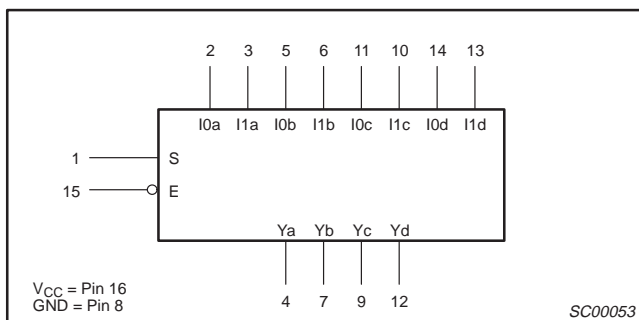 2 3 5 6 11 10 14 13
I0a I1a I0b I1b I0c I1c I0d I1d
1 S
15 E
Ya Yb Yc Yd
4 7 9 12
VCC = Pin 16
GND = Pin 8
SC00053